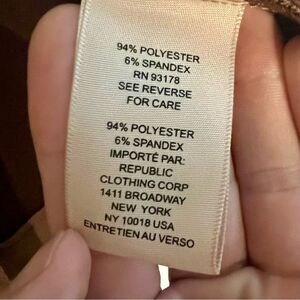 94% POLYESTER
6% SPANDEX
RN 93178
SEE REVERSE
FOR CARE
94% POLYESTER
6% SPANDEX
IMPORTÉ PAR:
REPUBLIC
CLOTHING CORP
1411 BROADWAY
NEW YORK
NY 10018 USA
ENTRETIEN AU VERSO